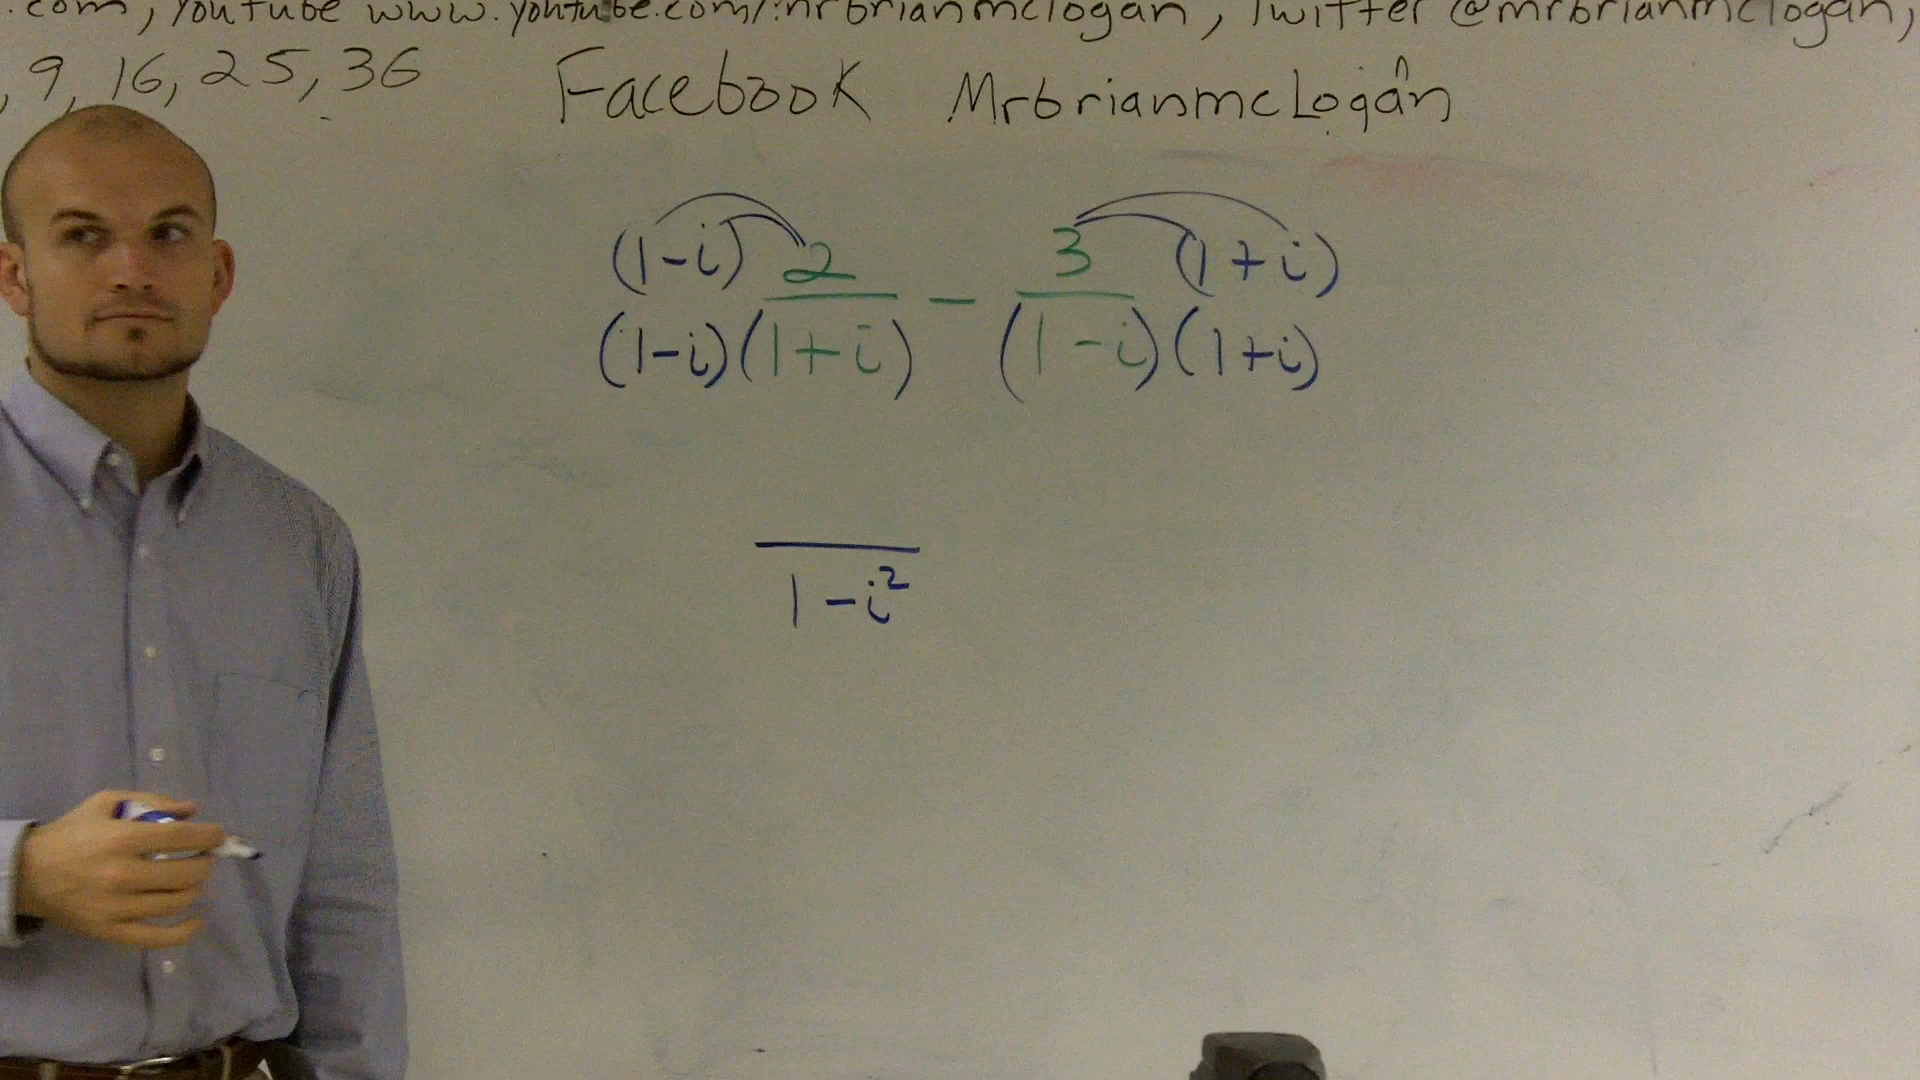 .com, YouTube www.youtube.com/mrbrianmclogan, Twitter @mrbrianmclogan,
, 9, 16, 25, 36 Facebook MrbrianmcLogan
(1-i) 2 3 (1+i)
—
(1-i)(1+i) (1-i)(1+i)
1-i²